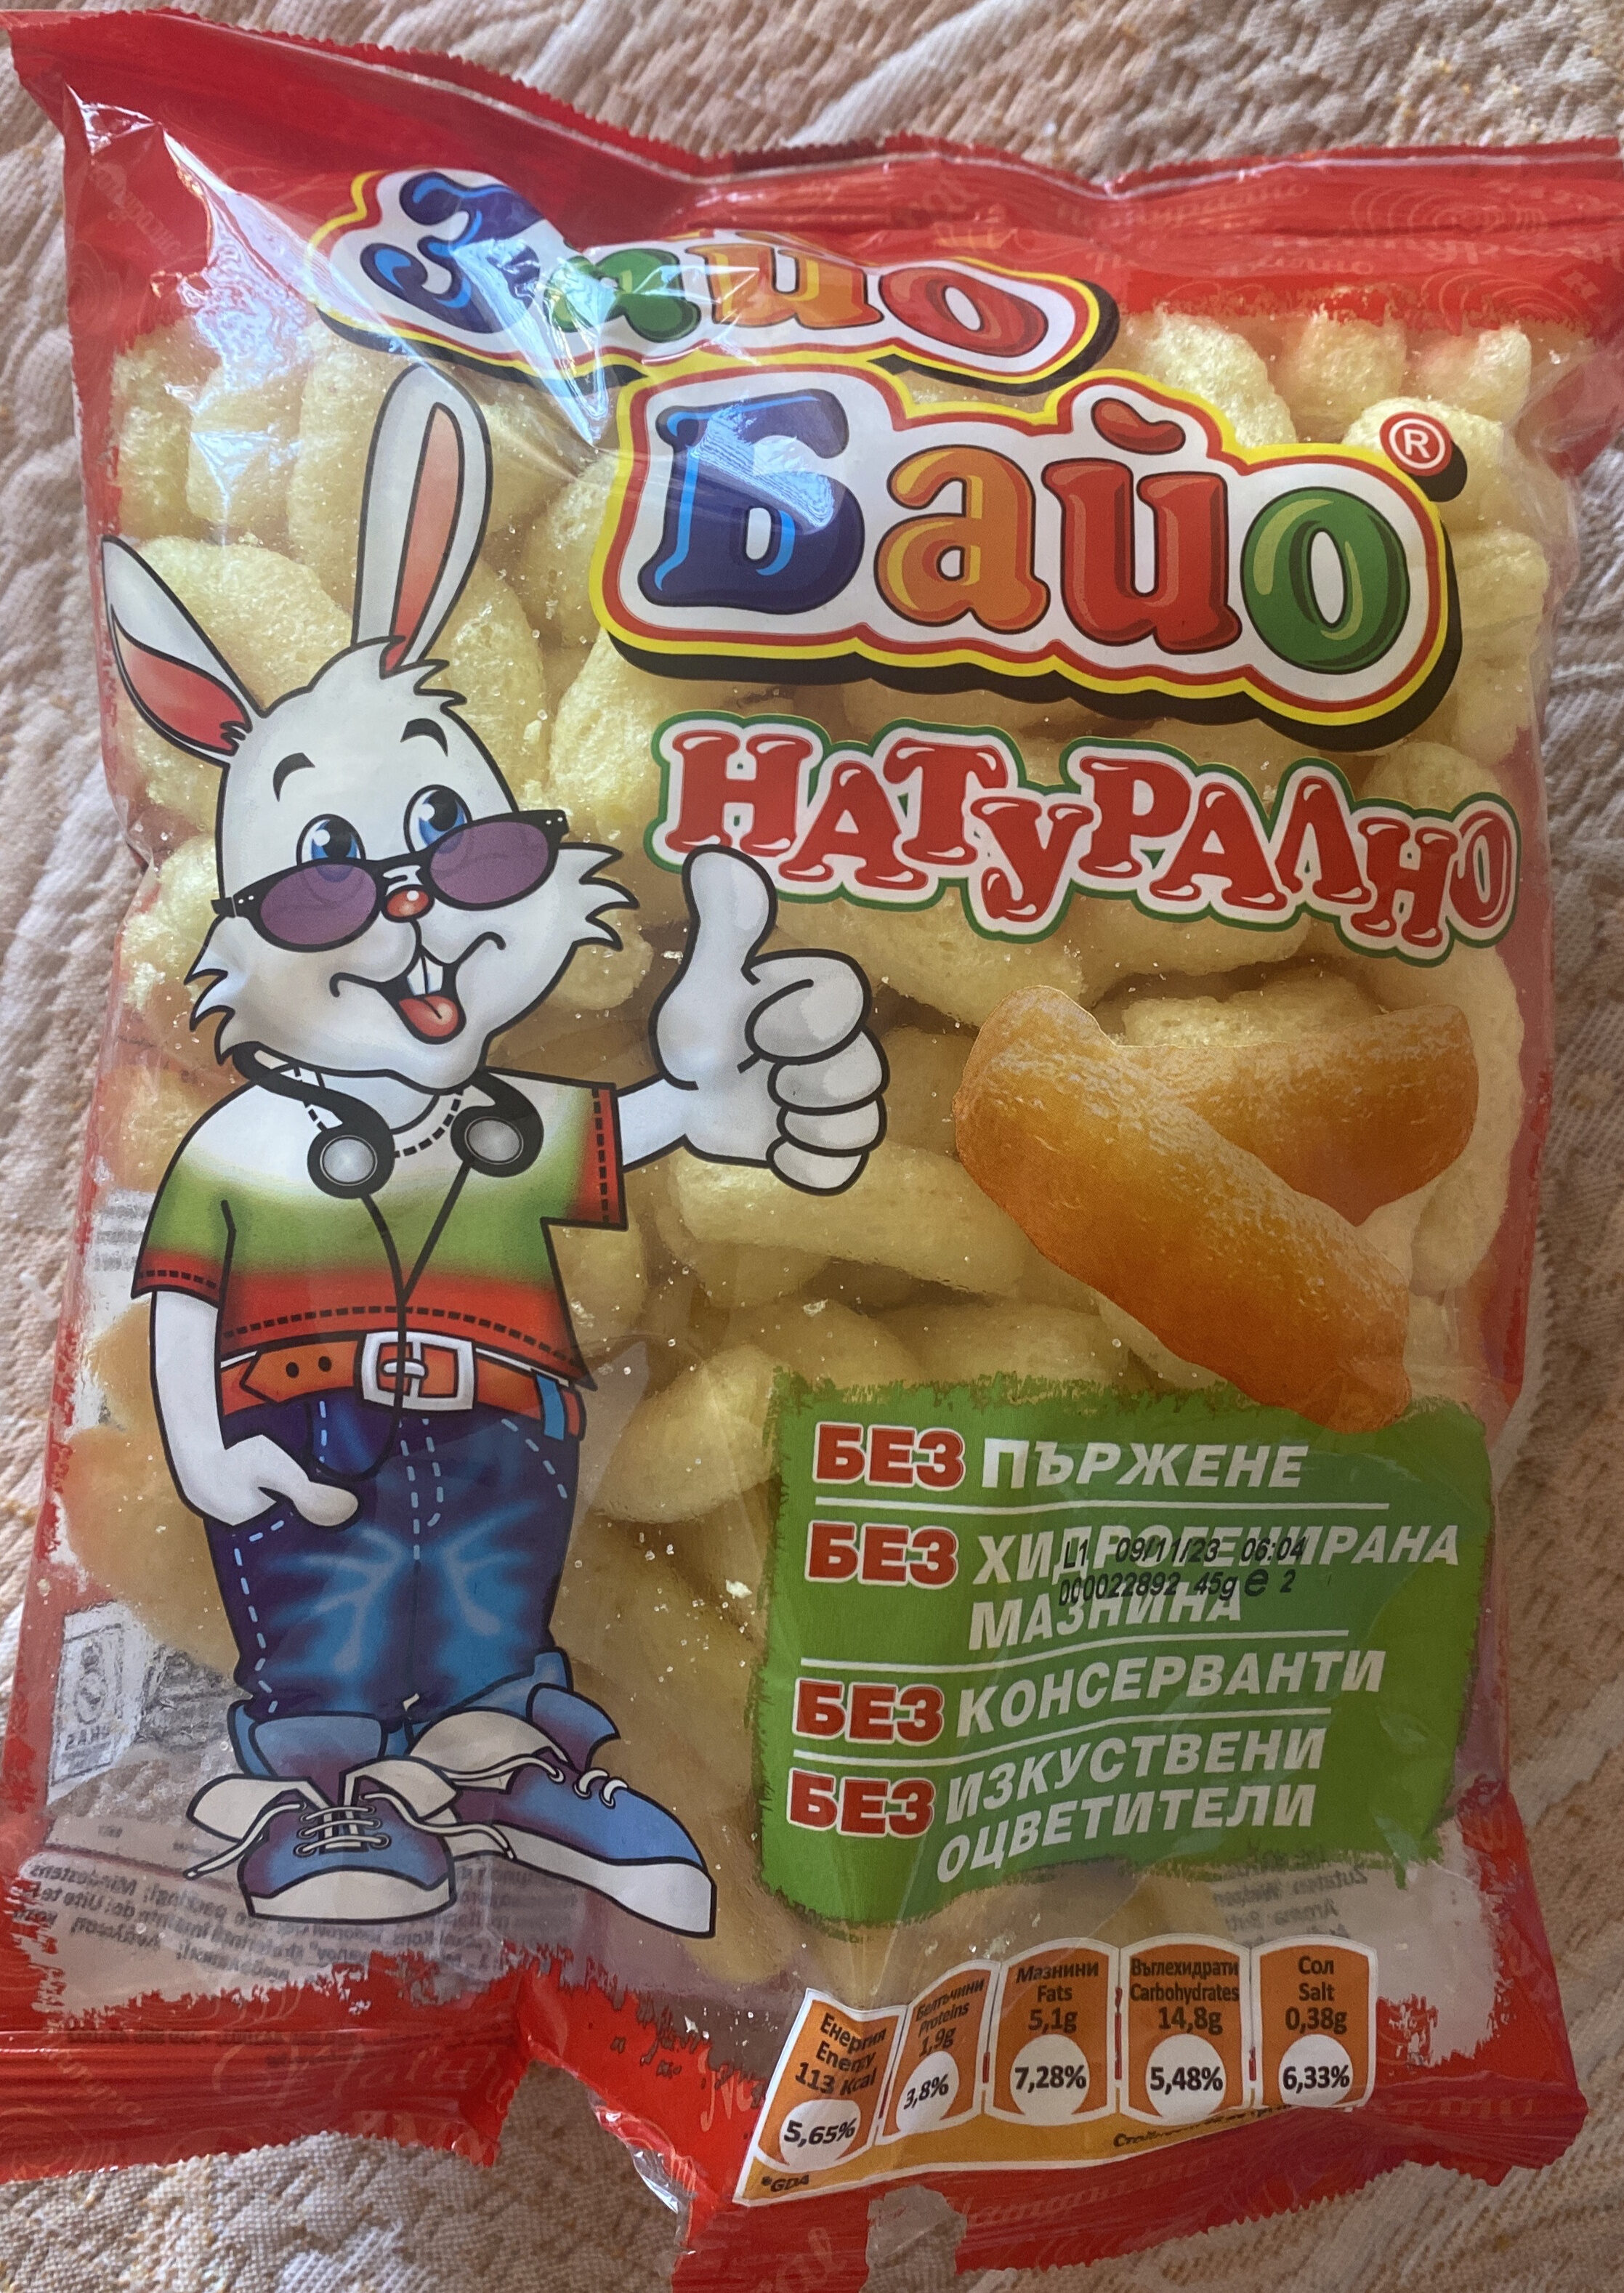 Зайо
Байо®
НАТУРАЛНО
БЕЗ ПЪРЖЕНЕ
БЕЗ ХИДРОГЕНИРАНА
МАЗНИНА
L1 09/11/23 06:04
000022892 45g e 2
БЕЗ КОНСЕРВАНТИ
БЕЗ ИЗКУСТВЕНИ
ОЦВЕТИТЕЛИ
Енергия
Energy
113 Kcal
5,65%
Белтъчини
Proteins
1,9g
3,8%
Мазнини
Fats
5,1g
7,28%
Въглехидрати
Carbohydrates
14,8g
5,48%
Сол
Salt
0,38g
6,33%
*GDA